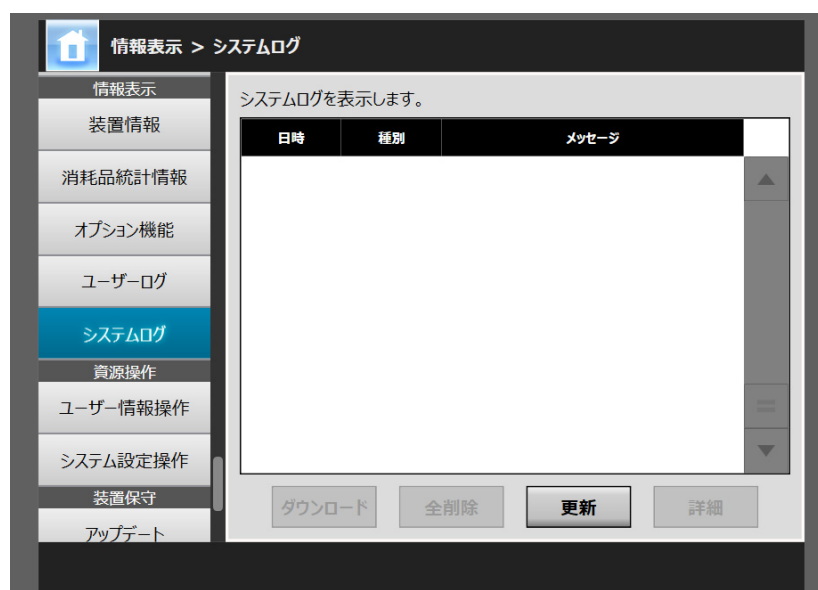 情報表示 > システムログ
情報表示
装置情報
消耗品統計情報
オプション機能
ユーザーログ
システムログ
資源操作
ユーザー情報操作
システム設定操作
装置保守
アップデート
システムログを表示します。
日時 種別 メッセージ
ダウンロード 全削除 更新 詳細